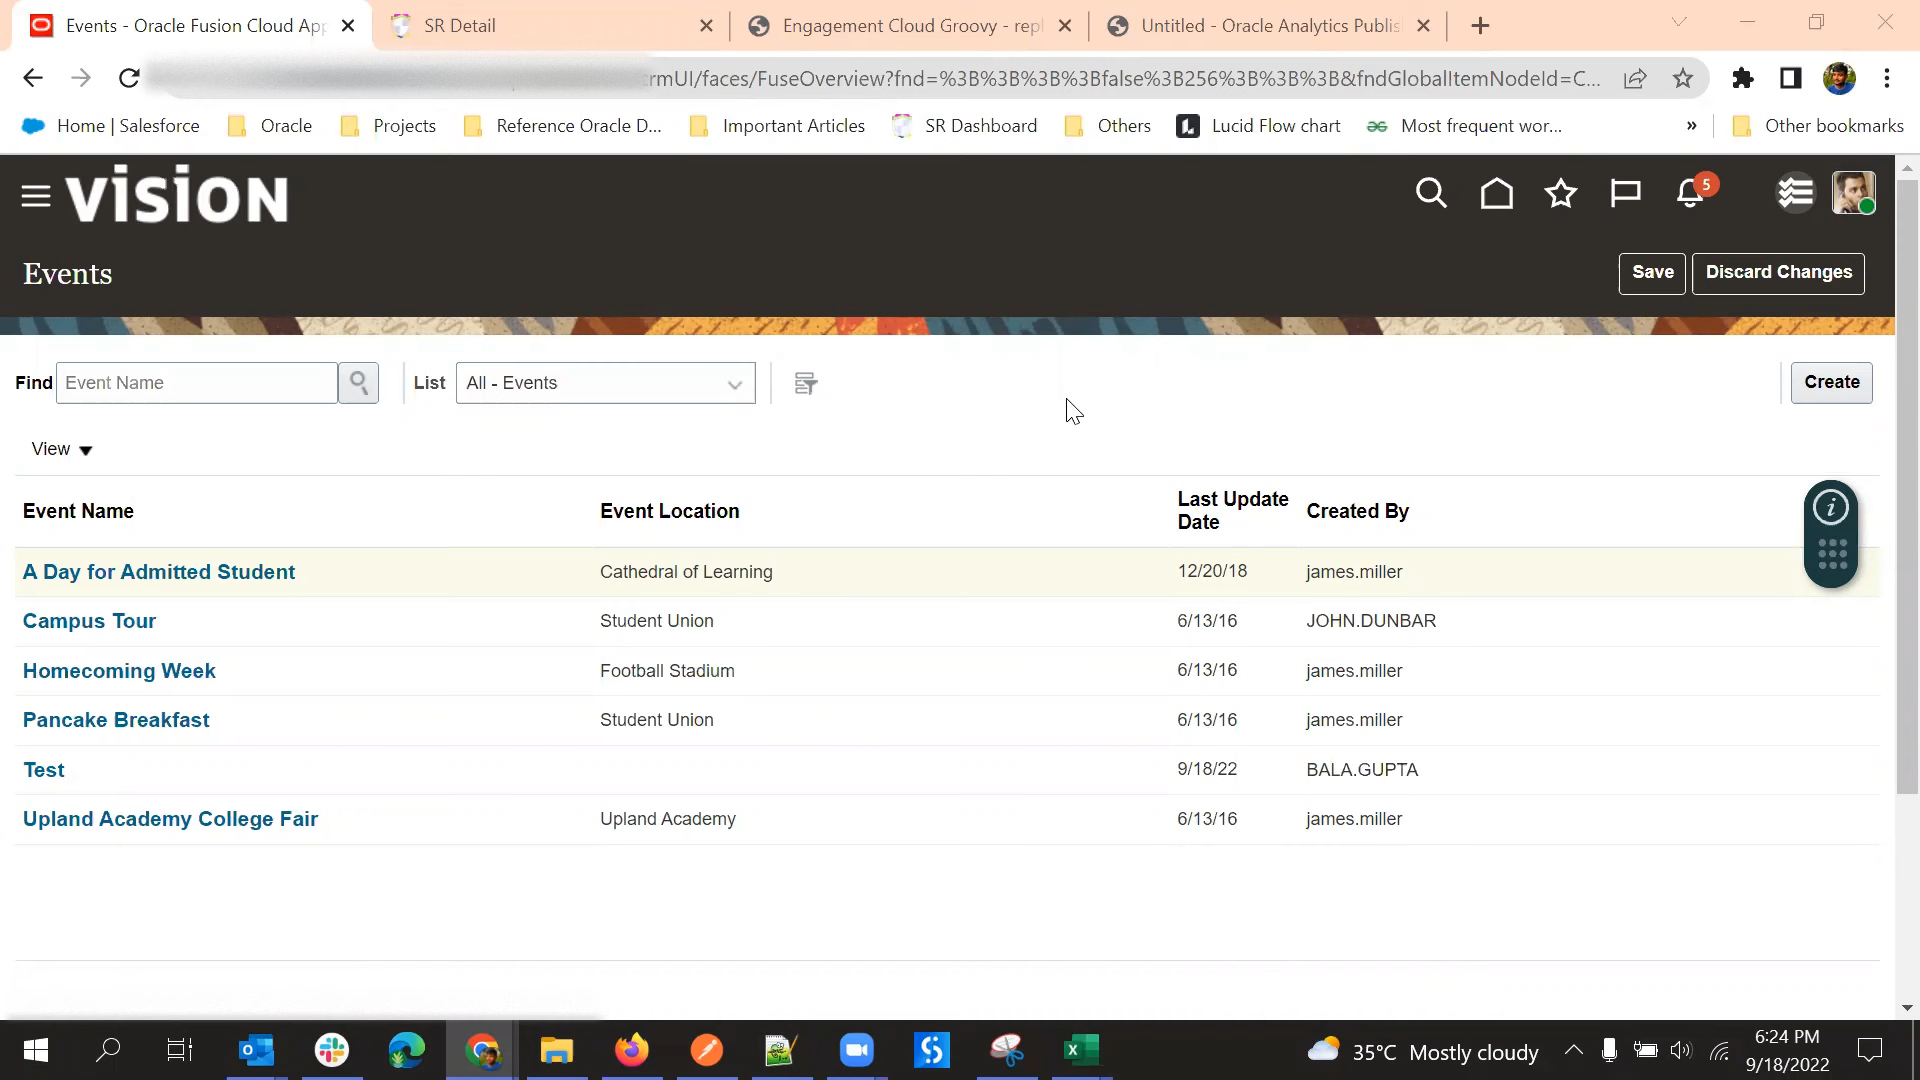 Events - Oracle Fusion Cloud App
SR Detail
Engagement Cloud Groovy - repl
Untitled - Oracle Analytics Publis
rmUI/faces/FuseOverview?fnd=%3B%3B%3B%3Bfalse%3B256%3B%3B%3B&fndGlobalItemNodeId=C...
Home | Salesforce
Oracle
Projects
Reference Oracle D...
Important Articles
SR Dashboard
Others
Lucid Flow chart
Most frequent wor...
»
Other bookmarks
VISION
5
Events
Save
Discard Changes
Find Event Name
List All - Events
Create
View
Event Name Event Location Last Update Date Created By
A Day for Admitted Student Cathedral of Learning 12/20/18 james.miller
Campus Tour Student Union 6/13/16 JOHN.DUNBAR
Homecoming Week Football Stadium 6/13/16 james.miller
Pancake Breakfast Student Union 6/13/16 james.miller
Test 9/18/22 BALA.GUPTA
Upland Academy College Fair Upland Academy 6/13/16 james.miller
35°C Mostly cloudy
6:24 PM
9/18/2022